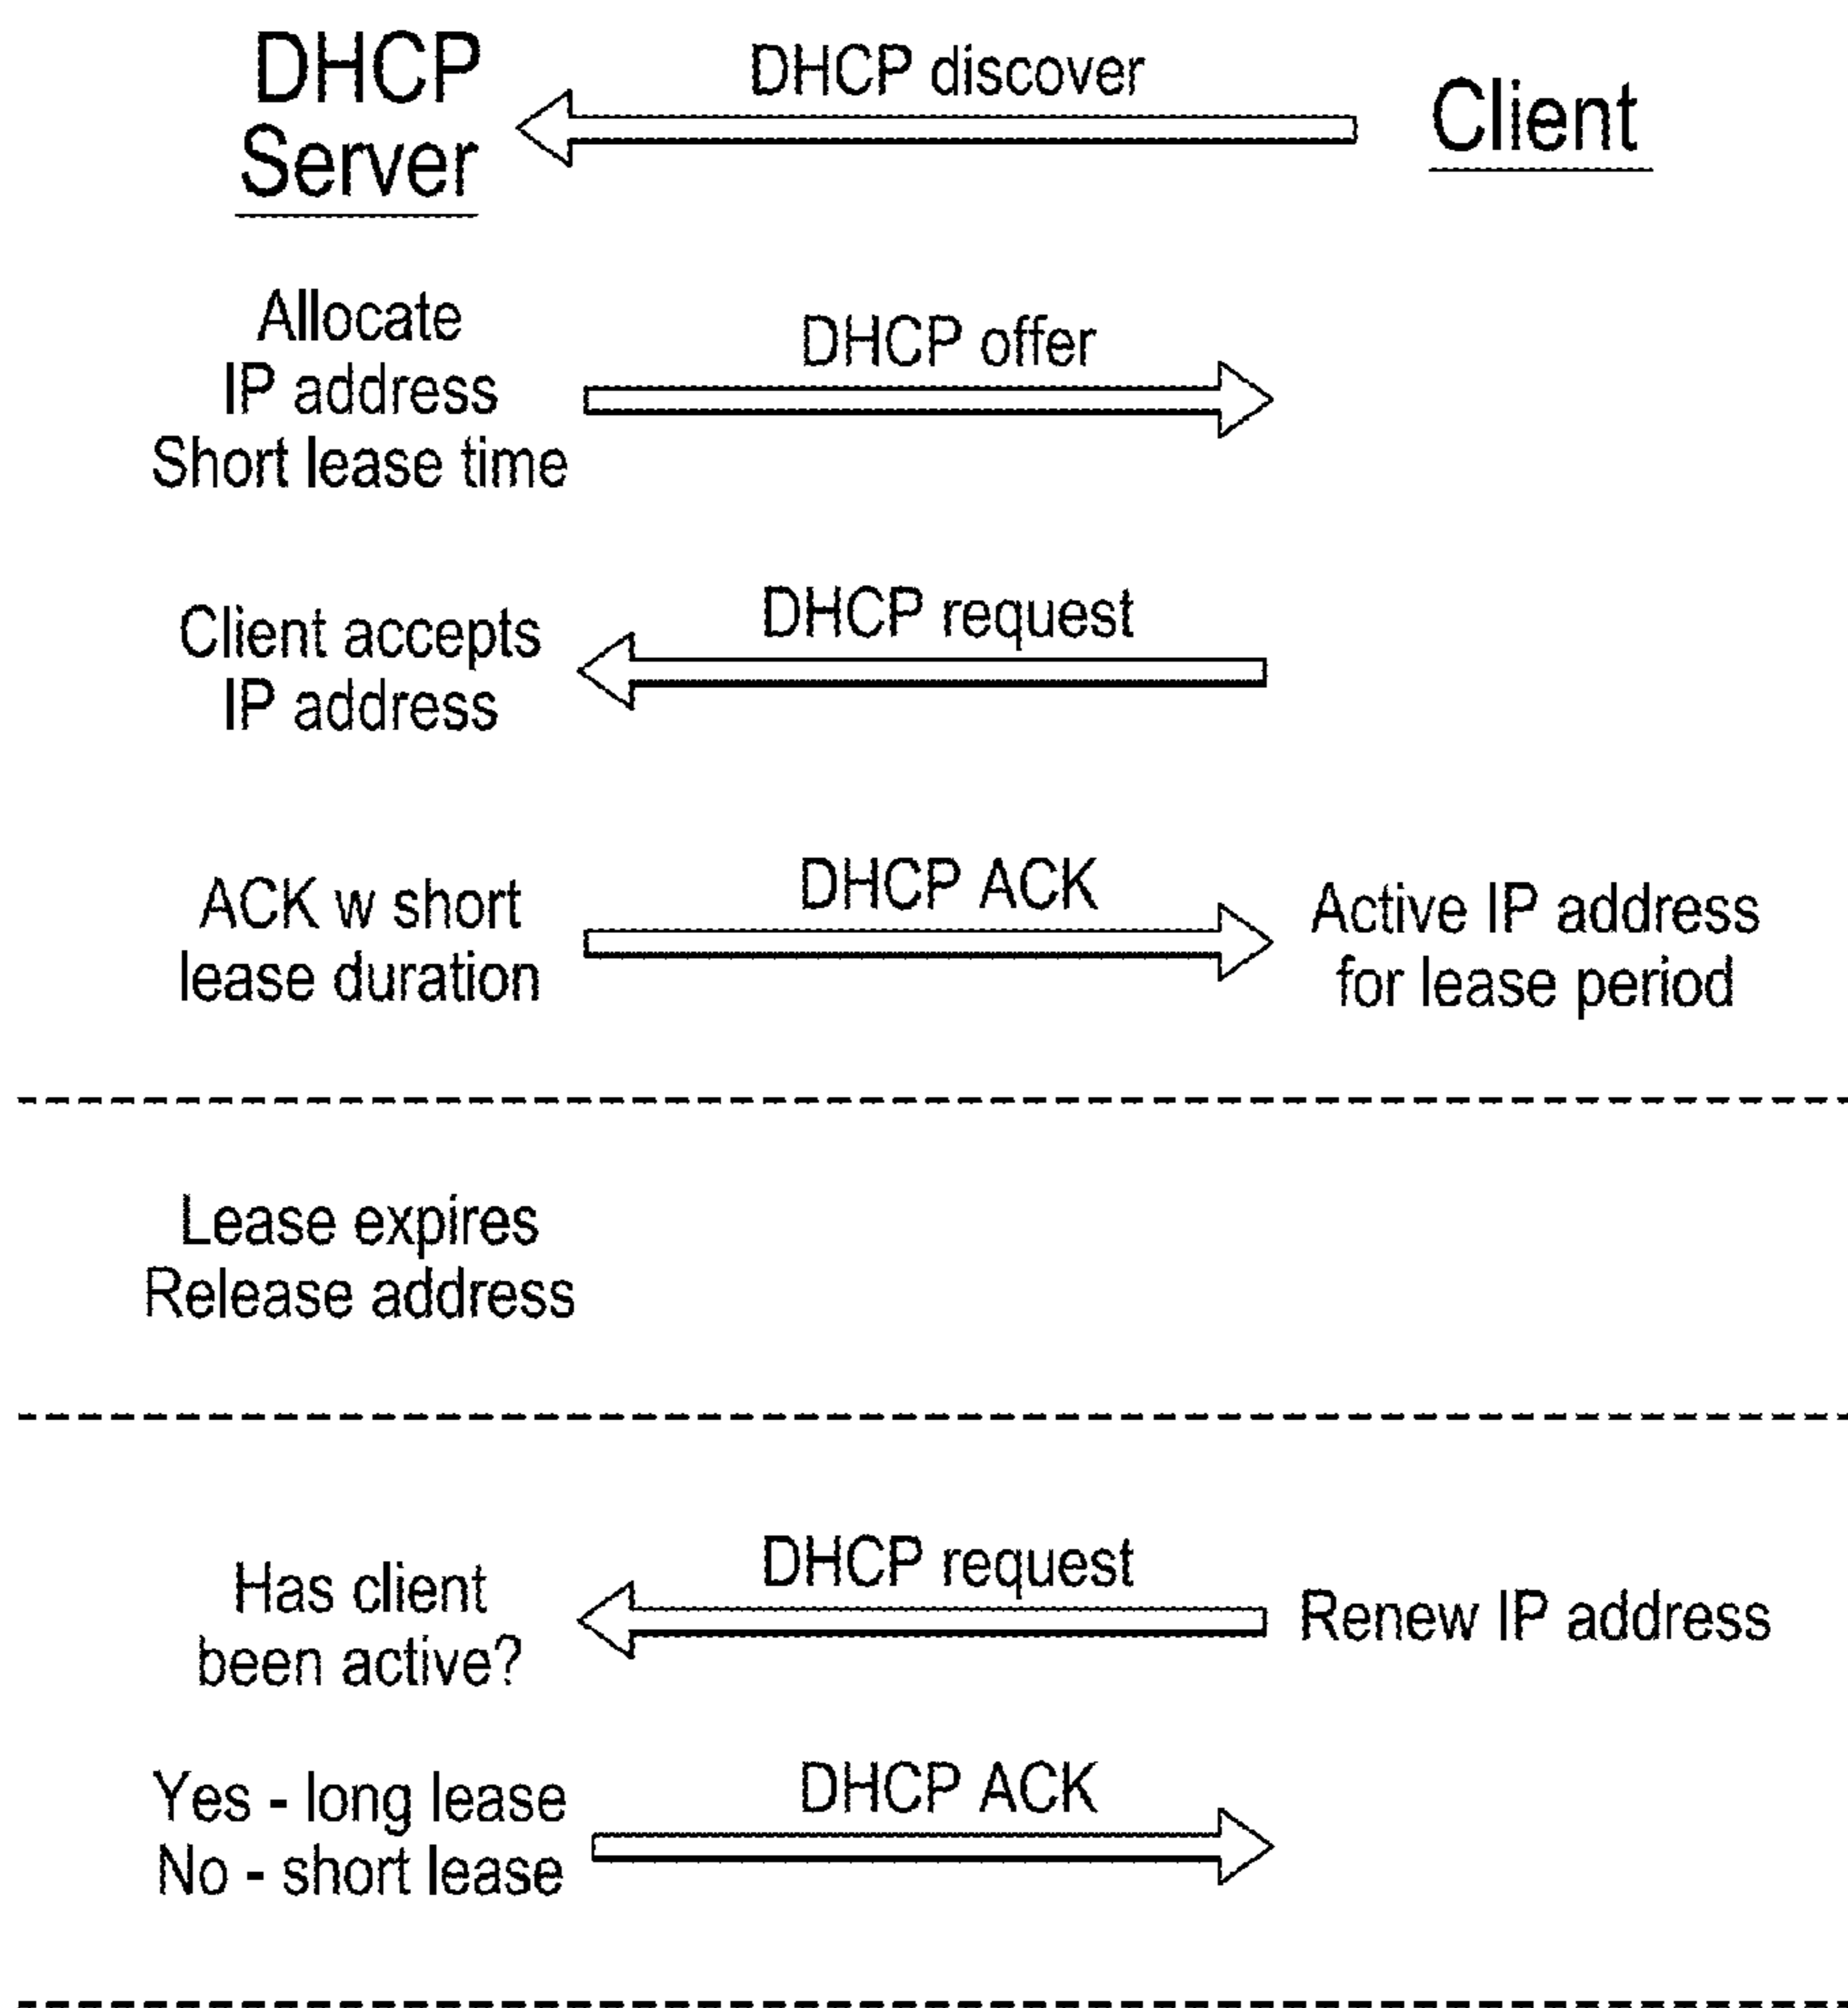 DHCP
Server
DHCP discover
Client
Allocate
IP address
Short lease time
DHCP offer
Client accepts
IP address
DHCP request
ACK w short
lease duration
DHCP ACK
Active IP address
for lease period
Lease expires
Release address
Has client
been active?
DHCP request
Renew IP address
Yes - long lease
No - short lease
DHCP ACK